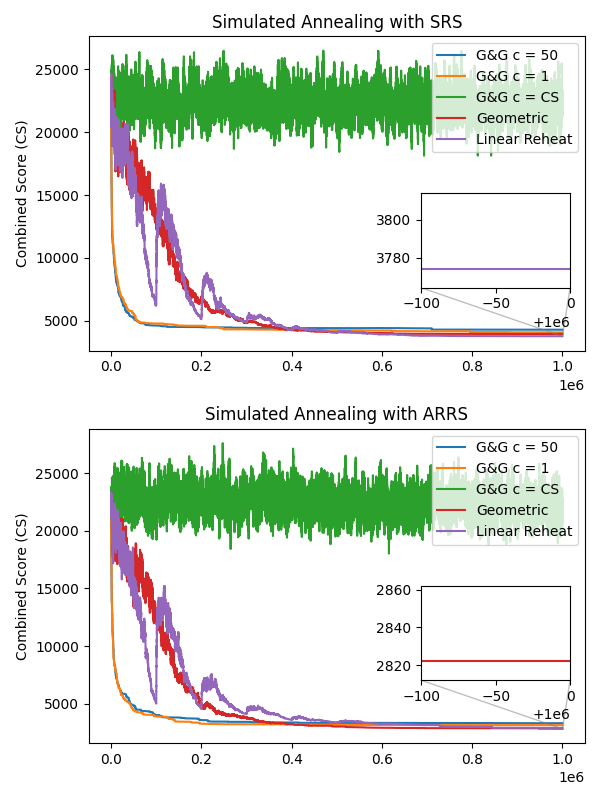 Simulated Annealing with SRS
Combined Score (CS)
25000
20000
15000
10000
5000
G&G c = 50
G&G c = 1
G&G c = CS
Geometric
Linear Reheat
3800
3780
−100
−50
0
+1e6
0.0
0.2
0.4
0.6
0.8
1.0
1e6
Simulated Annealing with ARRS
Combined Score (CS)
25000
20000
15000
10000
5000
G&G c = 50
G&G c = 1
G&G c = CS
Geometric
Linear Reheat
2860
2840
2820
−100
−50
0
+1e6
0.0
0.2
0.4
0.6
0.8
1.0
1e6